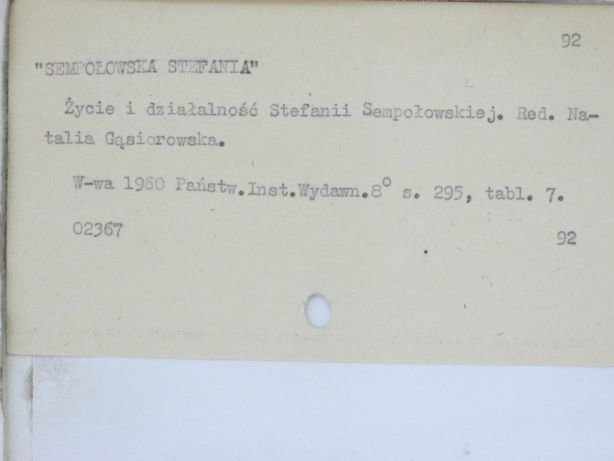 92
"SEMPOŁOWSKA STEFANIA"
Życie i działalność Stefanii Sempołowskiej. Red. Na-
talia Gąsiorowska.
W-wa 1960 Państw.Inst.Wydawn.8° s. 295, tabl. 7.
02367
92